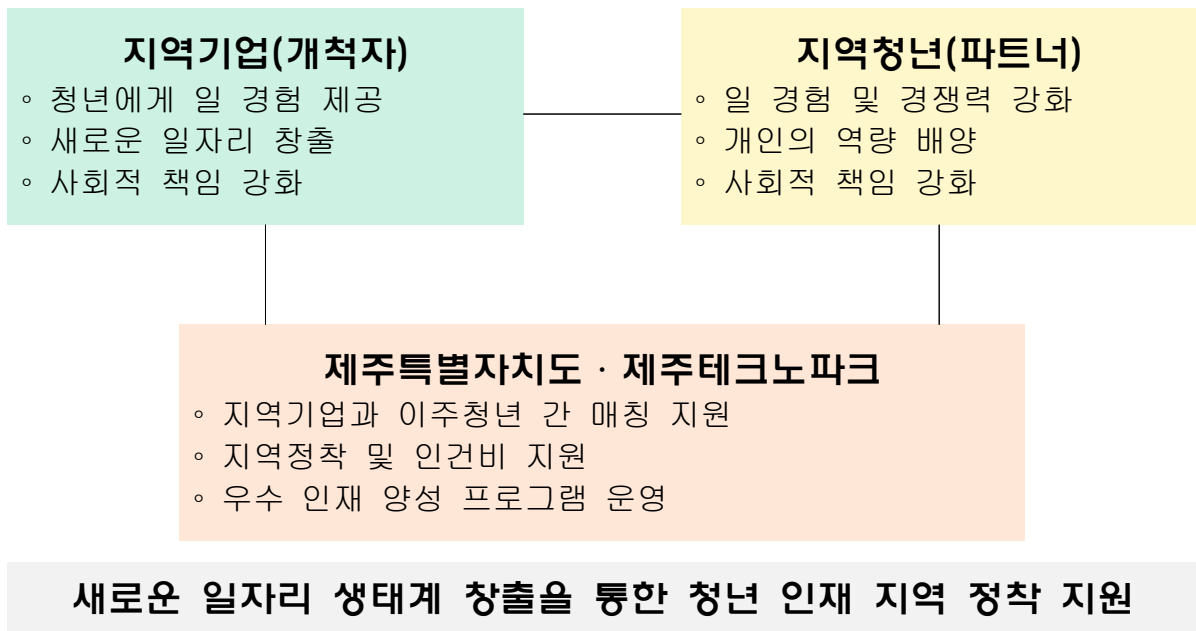 지역기업(개척자)
◦ 청년에게 일 경험 제공
◦ 새로운 일자리 창출
◦ 사회적 책임 강화
지역청년(파트너)
◦ 일 경험 및 경쟁력 강화
◦ 개인의 역량 배양
◦ 사회적 책임 강화
제주특별자치도 · 제주테크노파크
◦ 지역기업과 이주청년 간 매칭 지원
◦ 지역정착 및 인건비 지원
◦ 우수 인재 양성 프로그램 운영
새로운 일자리 생태계 창출을 통한 청년 인재 지역 정착 지원